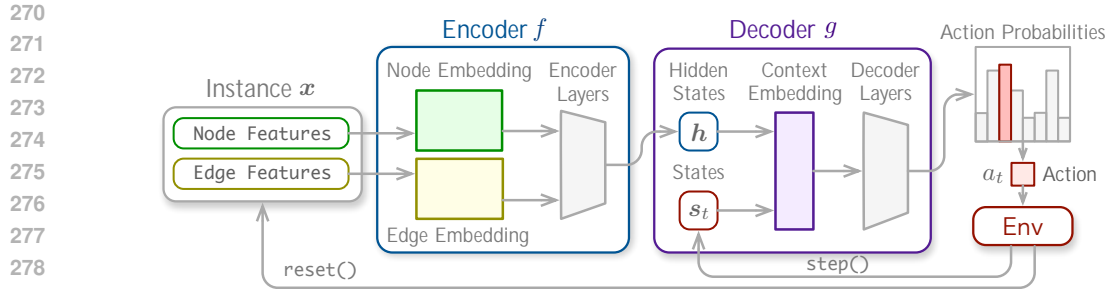 270
271
272
273
274
275
276
277
278
Instance x
Node Features
Edge Features
Encoder f
Node Embedding
Edge Embedding
Encoder
Layers
Decoder g
Hidden
States
h
States
s_t
Context
Embedding
Decoder
Layers
Action Probabilities
a_t Action
Env
step()
reset()